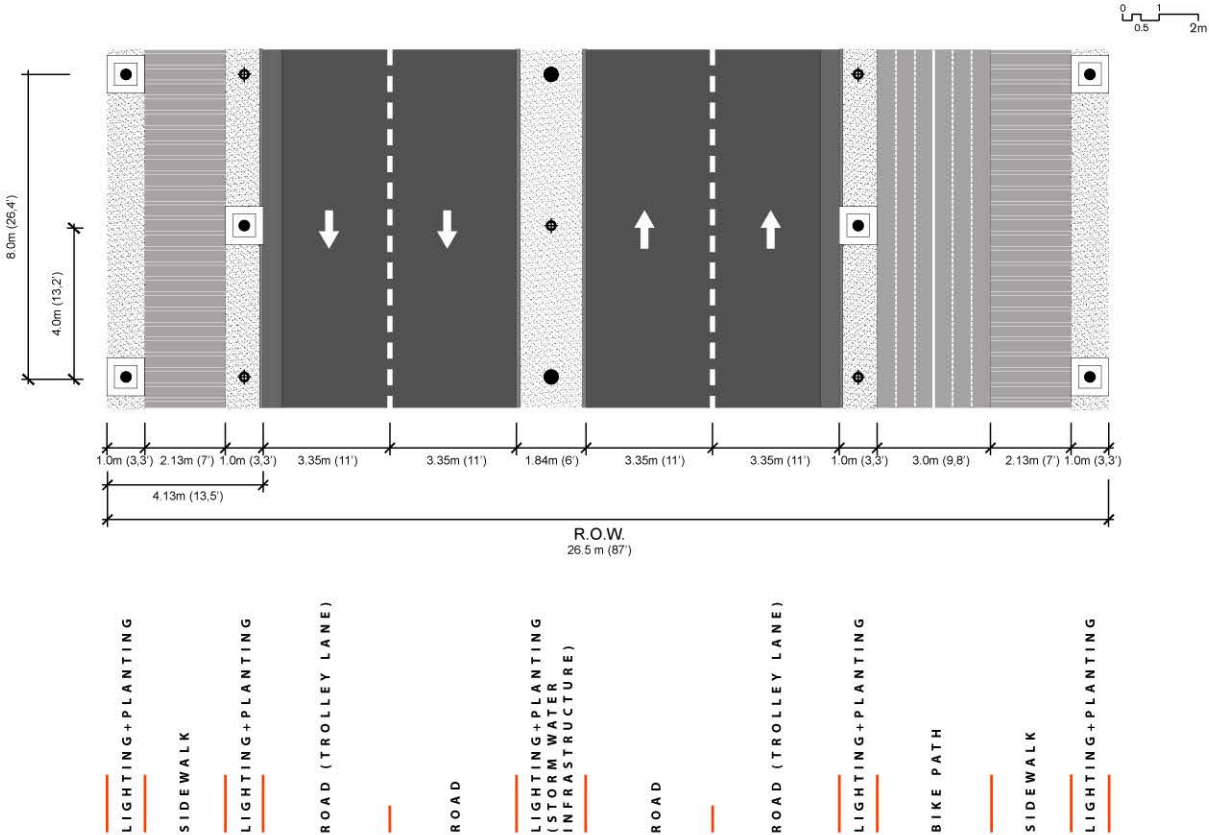 0 1
0.5 2m
8.0m (26,4')
4.0m (13,2')
1.0m (3,3') 2.13m (7') 1.0m (3,3') 3.35m (11') 3.35m (11') 1.84m (6') 3.35m (11') 3.35m (11') 1.0m (3,3') 3.0m (9,8') 2.13m (7') 1.0m (3,3')
4.13m (13,5')
R.O.W.
26.5 m (87')
LIGHTING+PLANTING
SIDEWALK
LIGHTING+PLANTING
ROAD (TROLLEY LANE)
ROAD
LIGHTING+PLANTING
(STORM WATER
INFRASTRUCTURE)
ROAD
ROAD (TROLLEY LANE)
LIGHTING+PLANTING
BIKE PATH
SIDEWALK
LIGHTING+PLANTING